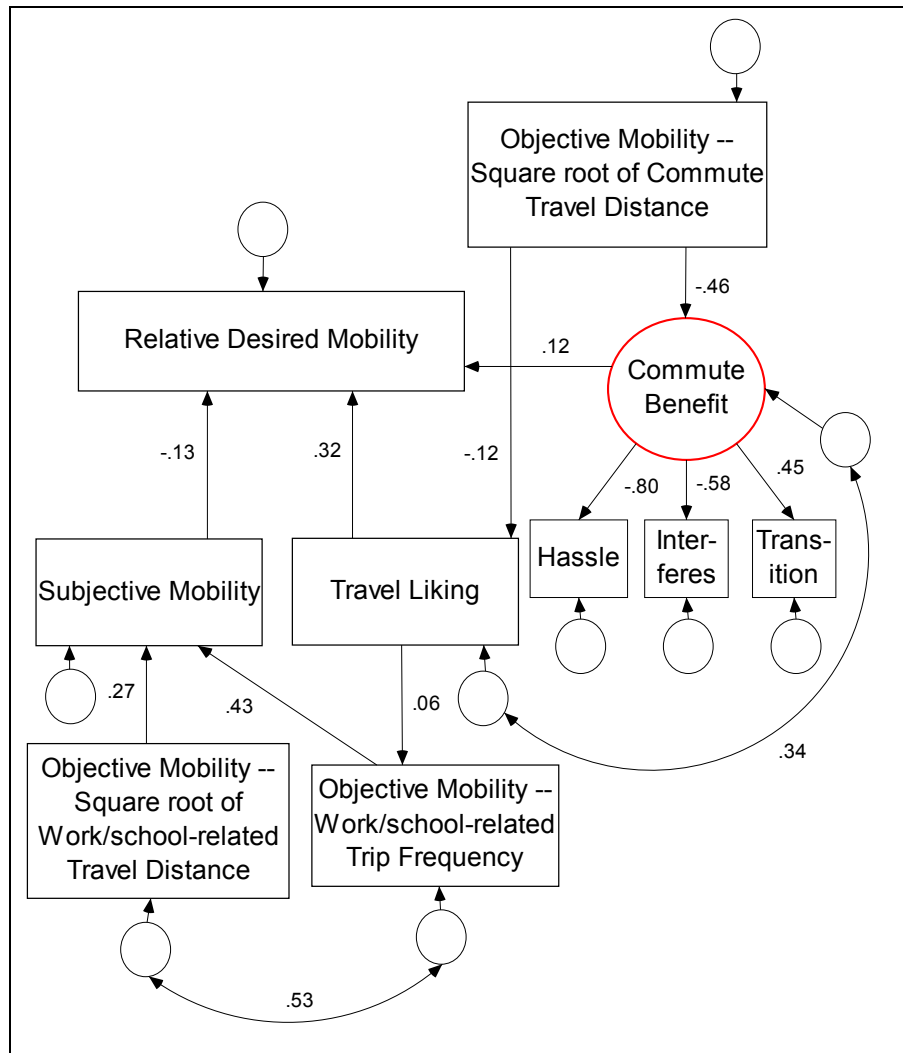 Objective Mobility --
Square root of Commute
Travel Distance
-.46
Relative Desired Mobility
.12
Commute
Benefit
-.13
.32
-.12
-.80
-.58
.45
Hassle
Inter-
feres
Trans-
ition
Subjective Mobility
Travel Liking
.27
.43
.06
.34
Objective Mobility --
Square root of
Work/school-related
Travel Distance
Objective Mobility --
Work/school-related
Trip Frequency
.53